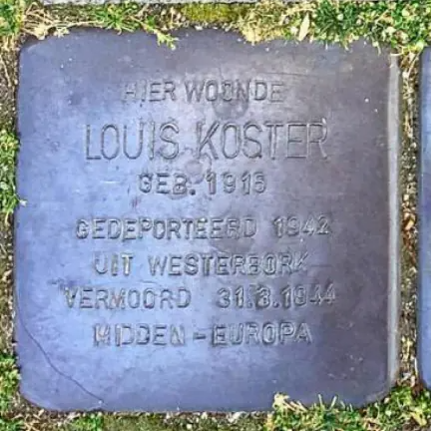 HIER WOONDE
LOUIS KOSTER
GEB. 1916
GEDEPORTEERD 1942
UIT WESTERBORK
VERMOORD 31.3.1944
MIDDEN-EUROPA